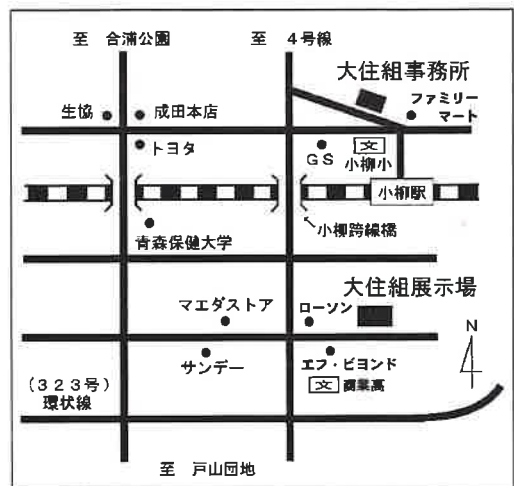 至 合浦公園
至 4号線
大住組事務所
ファミリー
マート
生協
成田本店
トヨタ
GS
文
小柳小
小柳駅
小柳跨線橋
青森保健大学
大住組展示場
マエダストア
ローソン
N
サンデー
エフ・ビヨンド
文 商業高
(323号)
環状線
至 戸山団地